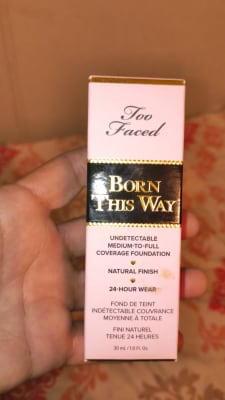 Too
Faced
BORN
THIS WAY
UNDETECTABLE
MEDIUM-TO-FULL
COVERAGE FOUNDATION
NATURAL FINISH
24-HOUR WEAR
FOND DE TEINT
INDÉTECTABLE COUVRANCE
MOYENNE À TOTALE
FINI NATUREL
TENUE 24 HEURES
30 mL / 1.0 Fl. Oz.